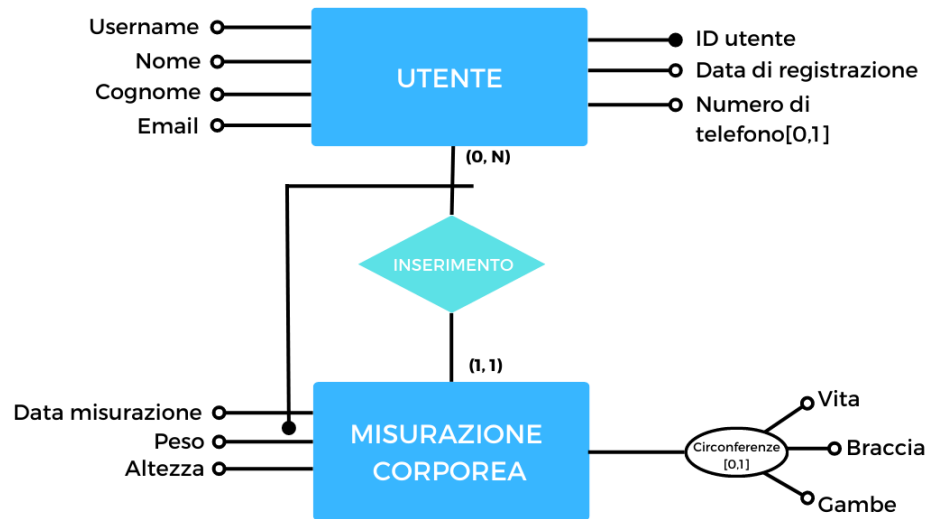 Username
Nome
Cognome
Email
UTENTE
ID utente
Data di registrazione
Numero di
telefono[0,1]
(0, N)
INSERIMENTO
(1, 1)
Data misurazione
Peso
Altezza
MISURAZIONE
CORPOREA
Circonferenze
[0,1]
Vita
Braccia
Gambe